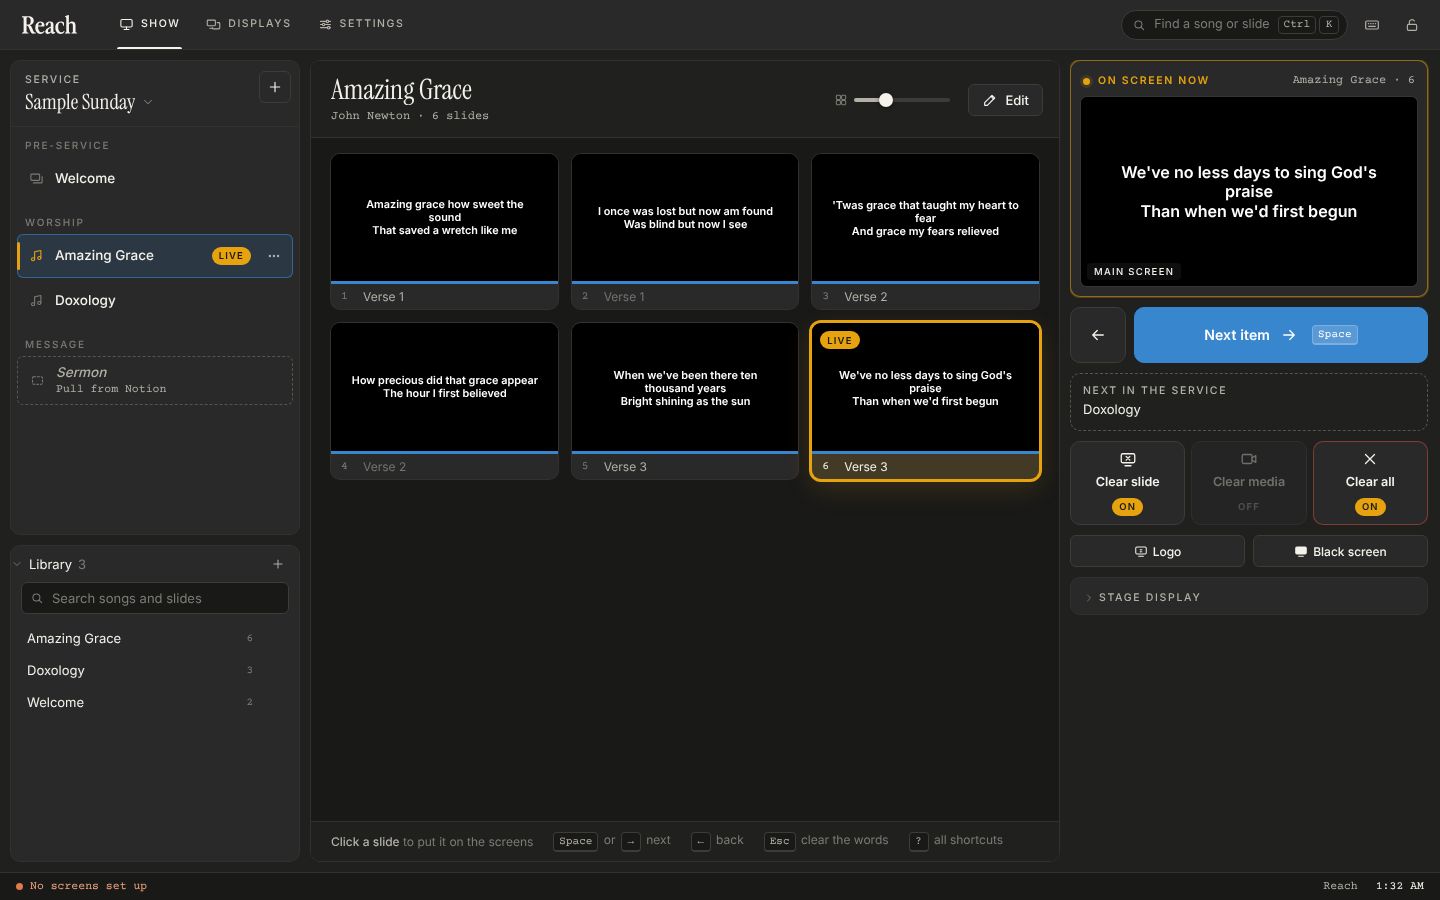 Reach
SHOW
DISPLAYS
SETTINGS
Find a song or slide Ctrl K
SERVICE
Sample Sunday
PRE-SERVICE
Welcome
WORSHIP
Amazing Grace LIVE
Doxology
MESSAGE
Sermon
Pull from Notion
Library 3
Search songs and slides
Amazing Grace 6
Doxology 3
Welcome 2
Amazing Grace
John Newton · 6 slides
Edit
Amazing grace how sweet the
sound
That saved a wretch like me
1 Verse 1
I once was lost but now am found
Was blind but now I see
2 Verse 1
'Twas grace that taught my heart to
fear
And grace my fears relieved
3 Verse 2
How precious did that grace appear
The hour I first believed
4 Verse 2
When we've been there ten
thousand years
Bright shining as the sun
5 Verse 3
LIVE
We've no less days to sing God's
praise
Than when we'd first begun
6 Verse 3
Click a slide to put it on the screens Space or → next ← back Esc clear the words ? all shortcuts
ON SCREEN NOW Amazing Grace · 6
We've no less days to sing God's
praise
Than when we'd first begun
MAIN SCREEN
← Next item → Space
NEXT IN THE SERVICE
Doxology
Clear slide
ON
Clear media
OFF
Clear all
ON
Logo
Black screen
STAGE DISPLAY
No screens set up
Reach 1:32 AM